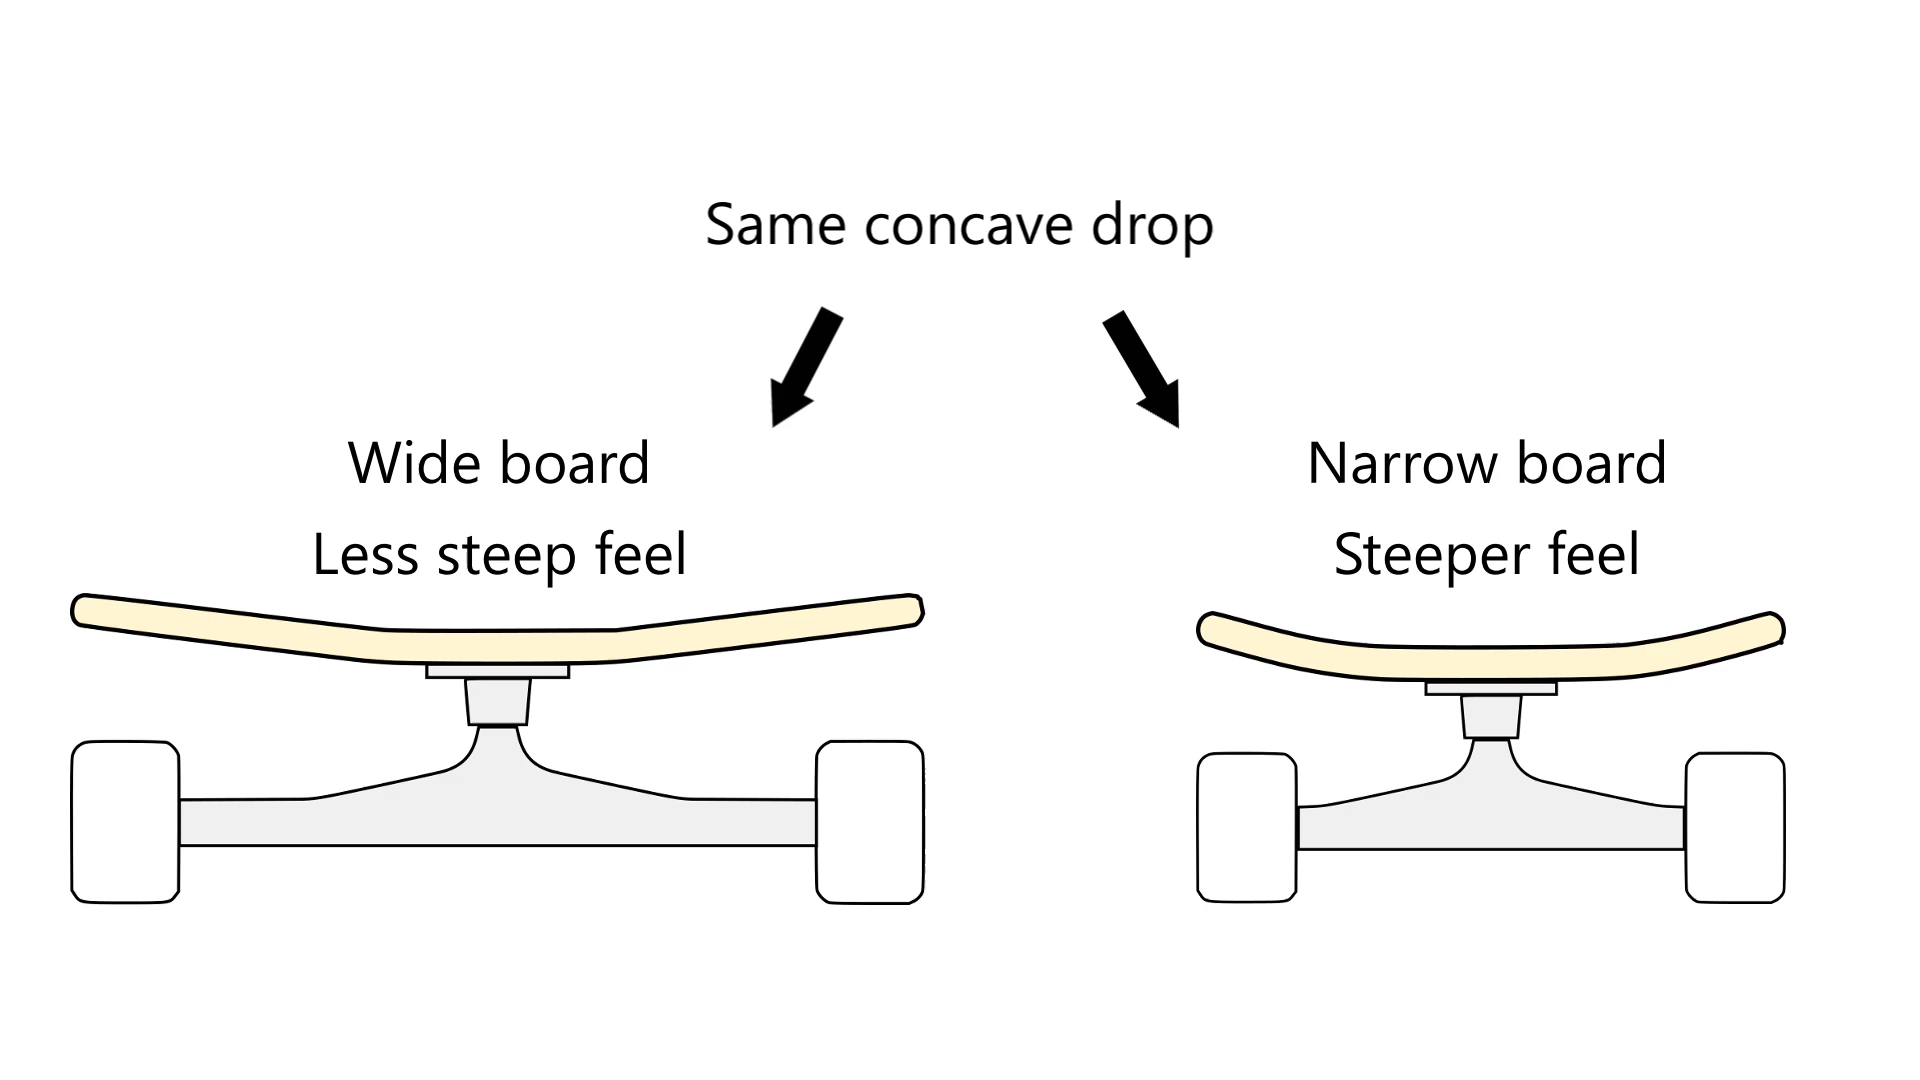 Same concave drop
Wide board
Less steep feel
Narrow board
Steeper feel